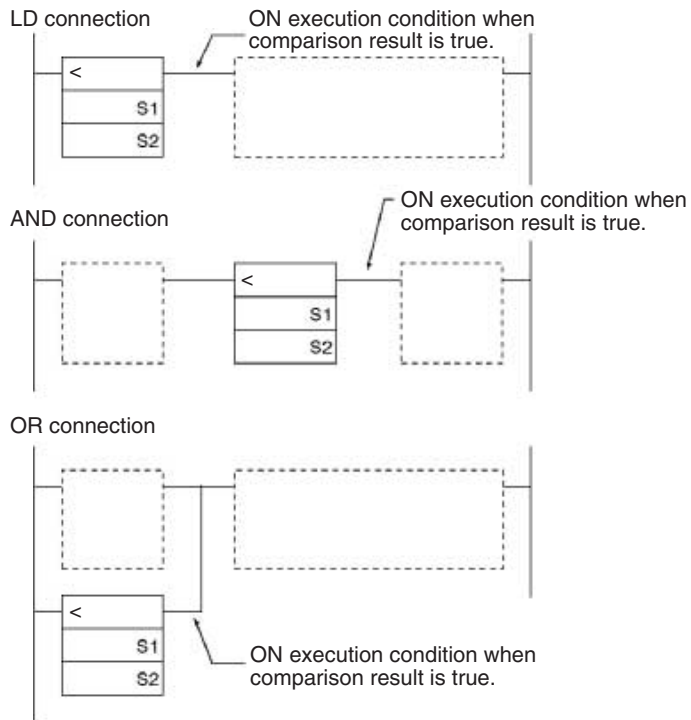 LD connection
ON execution condition when
comparison result is true.
<
S1
S2
AND connection
ON execution condition when
comparison result is true.
<
S1
S2
OR connection
<
S1
S2
ON execution condition when
comparison result is true.